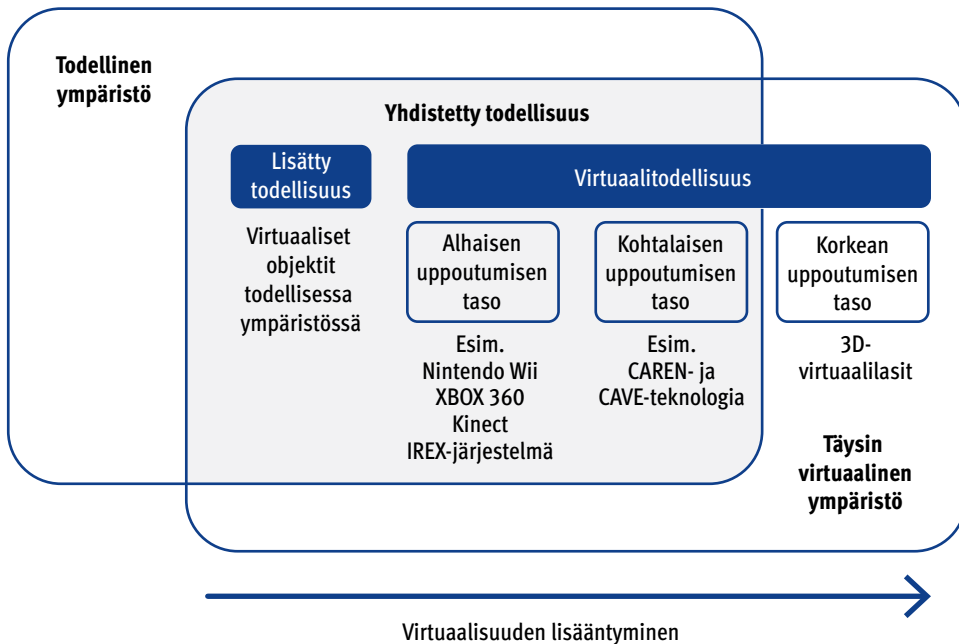 Todellinen
ympäristö
Yhdistetty todellisuus
Lisätty
todellisuus
Virtuaaliset
objektit
todellisessa
ympäristössä
Virtuaalitodellisuus
Alhaisen
uppoutumisen
taso
Esim.
Nintendo Wii
XBOX 360
Kinect
IREX-järjestelmä
Kohtalaisen
uppoutumisen
taso
Esim.
CAREN- ja
CAVE-teknologia
Korkean
uppoutumisen
taso
3D-
virtuaalilasit
Täysin
virtuaalinen
ympäristö
Virtuaalisuuden lisääntyminen